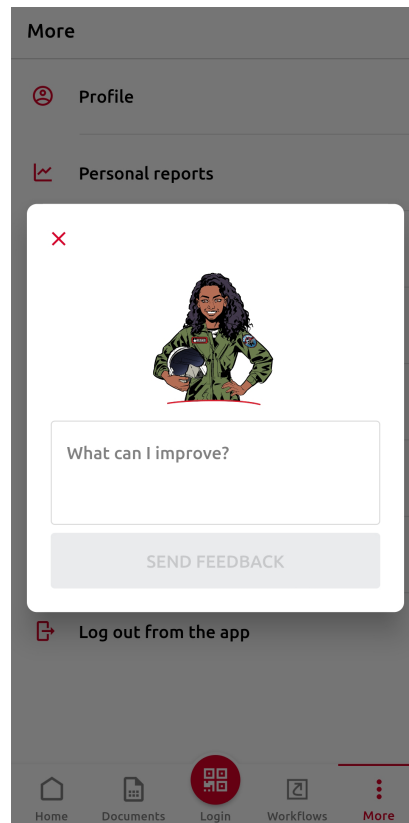 More
Profile
Personal reports
What can I improve?
SEND FEEDBACK
Log out from the app
Home
Documents
Login
Workflows
More